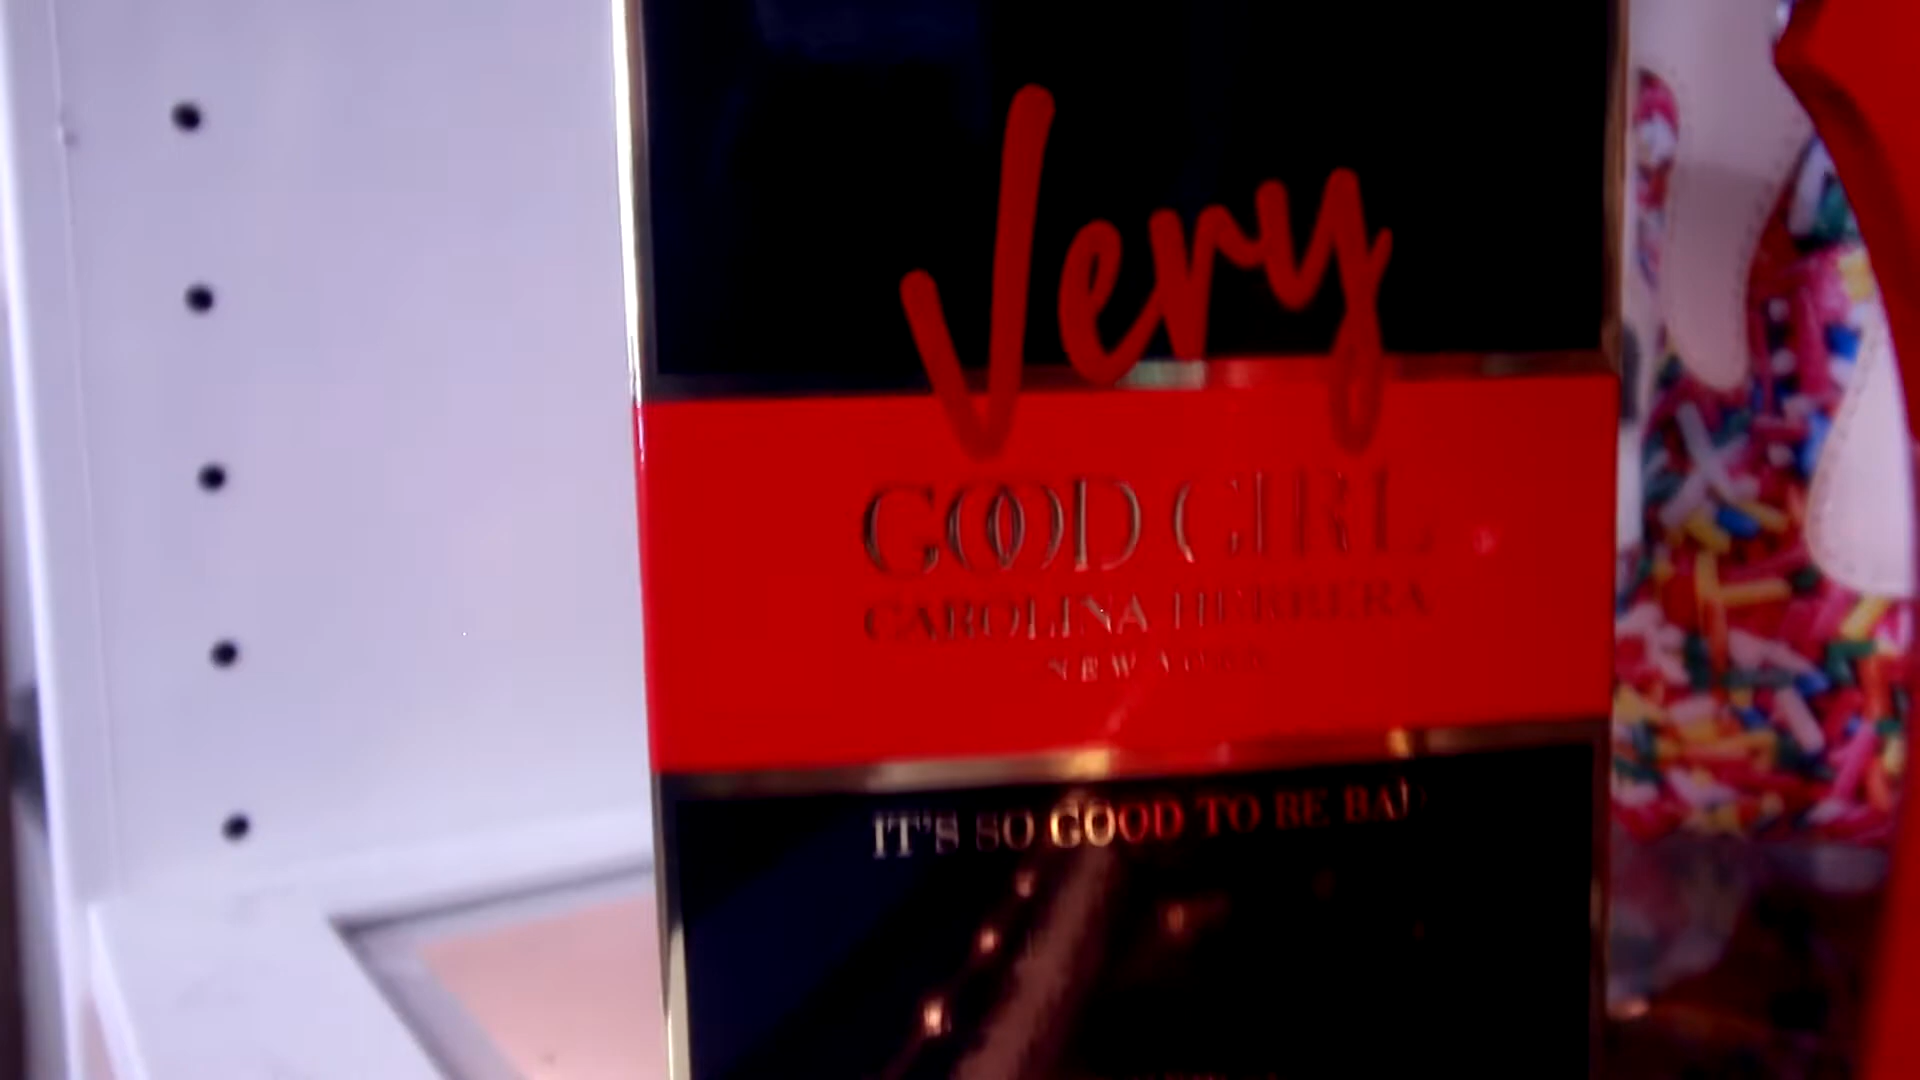 Very
GOOD GIRL
CAROLINA HERRERA
NEW YORK
IT'S SO GOOD TO BE BAD